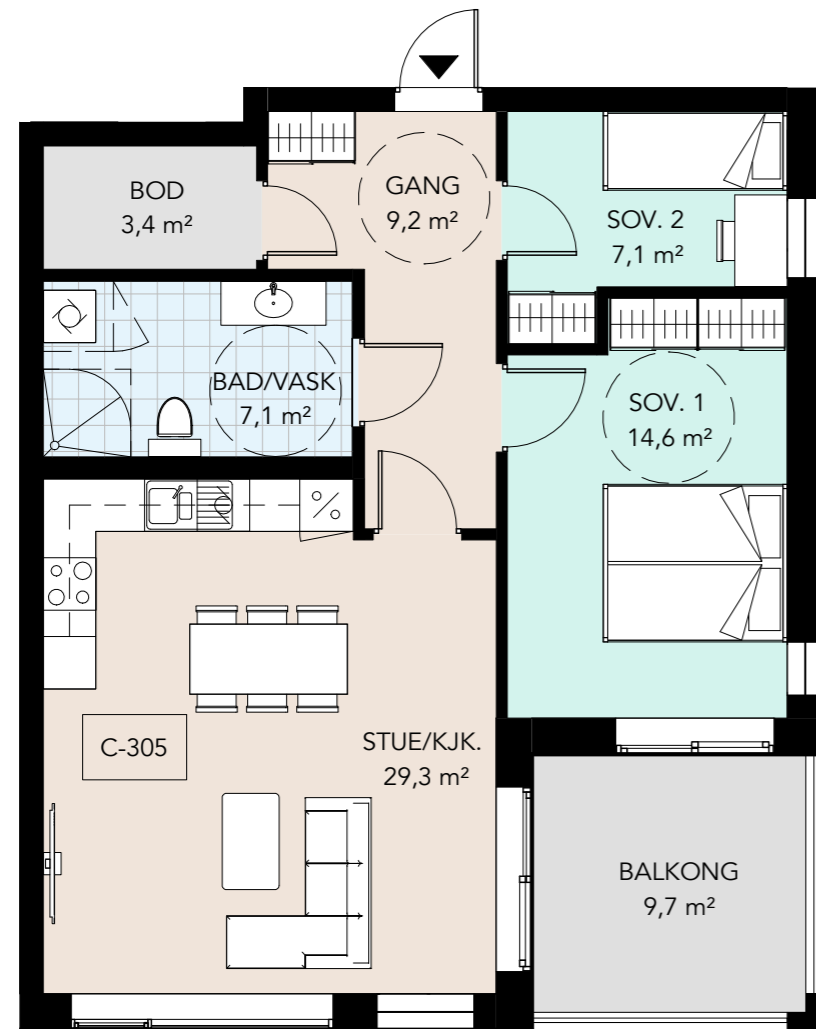 BOD
3,4 m²
GANG
9,2 m²
SOV. 2
7,1 m²
BAD/VASK
7,1 m²
SOV. 1
14,6 m²
C-305
STUE/KJK.
29,3 m²
BALKONG
9,7 m²